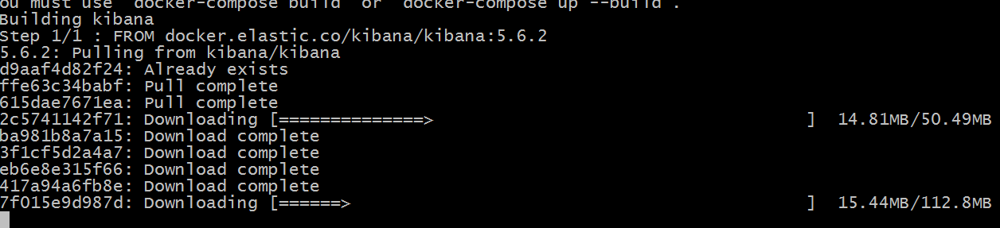 ou must use `docker-compose build` or `docker-compose up --build`.
Building kibana
Step 1/1 : FROM docker.elastic.co/kibana/kibana:5.6.2
5.6.2: Pulling from kibana/kibana
d9aaf4d82f24: Already exists
ffe63c34babf: Pull complete
615dae7671ea: Pull complete
2c5741142f71: Downloading [==============>                                    ]  14.81MB/50.49MB
ba981b8a7a15: Download complete
3f1cf5d2a4a7: Download complete
eb6e8e315f66: Download complete
417a94a6fb8e: Download complete
7f015e9d987d: Downloading [======>                                            ]  15.44MB/112.8MB